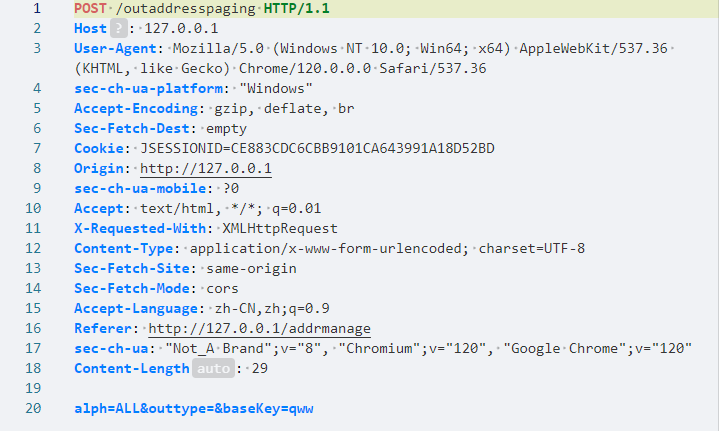 1 POST /outaddresspaging HTTP/1.1
2 Host ? : 127.0.0.1
3 User-Agent: Mozilla/5.0 (Windows NT 10.0; Win64; x64) AppleWebKit/537.36
(KHTML, like Gecko) Chrome/120.0.0.0 Safari/537.36
4 sec-ch-ua-platform: "Windows"
5 Accept-Encoding: gzip, deflate, br
6 Sec-Fetch-Dest: empty
7 Cookie: JSESSIONID=CE883CDC6CBB9101CA643991A18D52BD
8 Origin: http://127.0.0.1
9 sec-ch-ua-mobile: ?0
10 Accept: text/html, */*; q=0.01
11 X-Requested-With: XMLHttpRequest
12 Content-Type: application/x-www-form-urlencoded; charset=UTF-8
13 Sec-Fetch-Site: same-origin
14 Sec-Fetch-Mode: cors
15 Accept-Language: zh-CN,zh;q=0.9
16 Referer: http://127.0.0.1/addrmanage
17 sec-ch-ua: "Not_A Brand";v="8", "Chromium";v="120", "Google Chrome";v="120"
18 Content-Length auto : 29
19
20 alph=ALL&outtype=&baseKey=qww